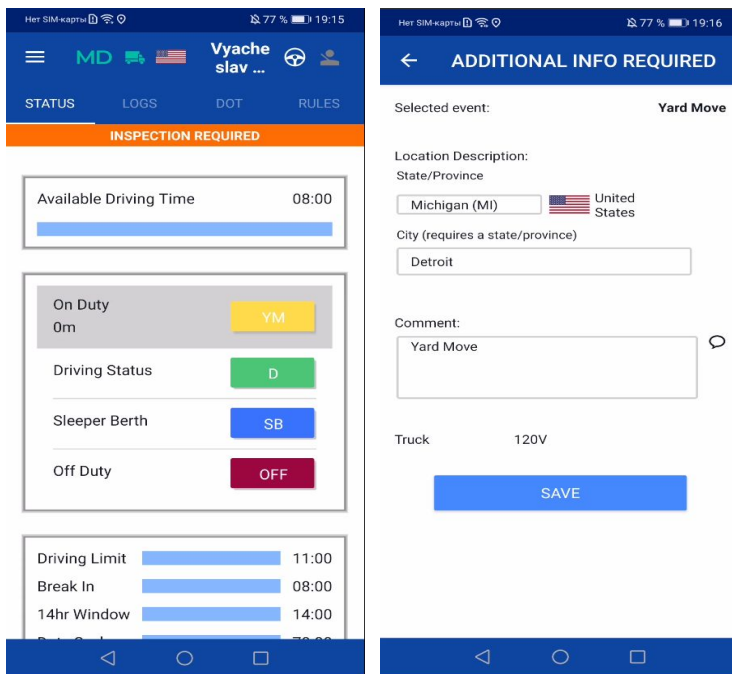 Нет SIM-карты 77 % 19:15
MD Vyache
slav ...
STATUS LOGS DOT RULES
INSPECTION REQUIRED
Available Driving Time 08:00
On Duty
0m
YM
Driving Status D
Sleeper Berth SB
Off Duty OFF
Driving Limit 11:00
Break In 08:00
14hr Window 14:00
Нет SIM-карты 77 % 19:16
ADDITIONAL INFO REQUIRED
Selected event: Yard Move
Location Description:
State/Province
Michigan (MI) United
States
City (requires a state/province)
Detroit
Comment:
Yard Move
Truck 120V
SAVE